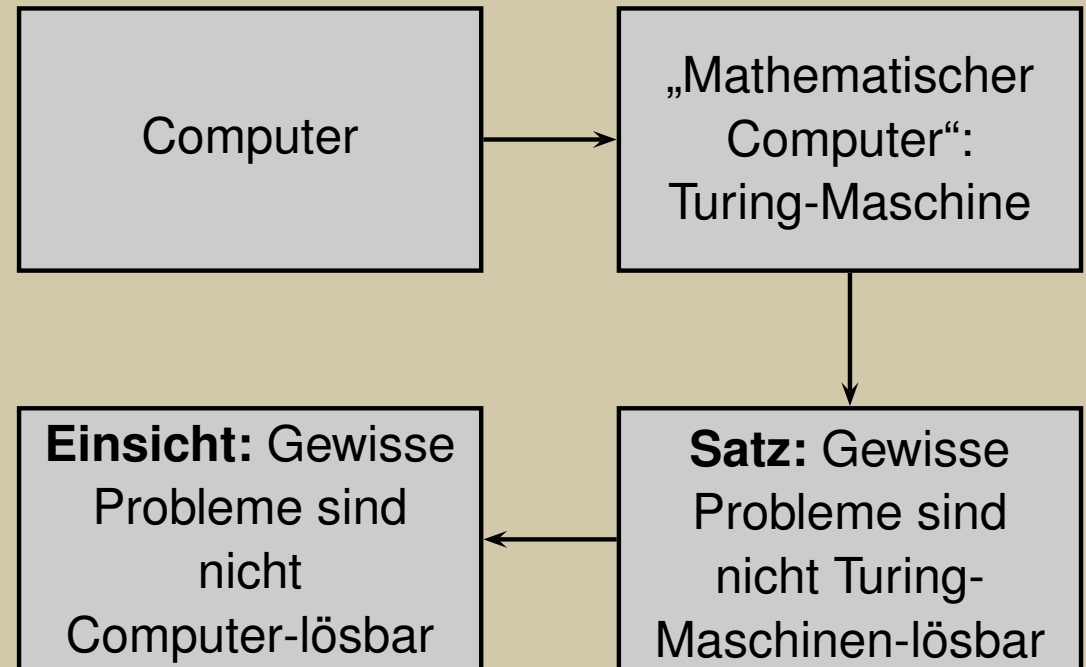 Computer
„Mathematischer
Computer“:
Turing-Maschine
Satz: Gewisse
Probleme sind
nicht Turing-
Maschinen-lösbar
Einsicht: Gewisse
Probleme sind
nicht
Computer-lösbar